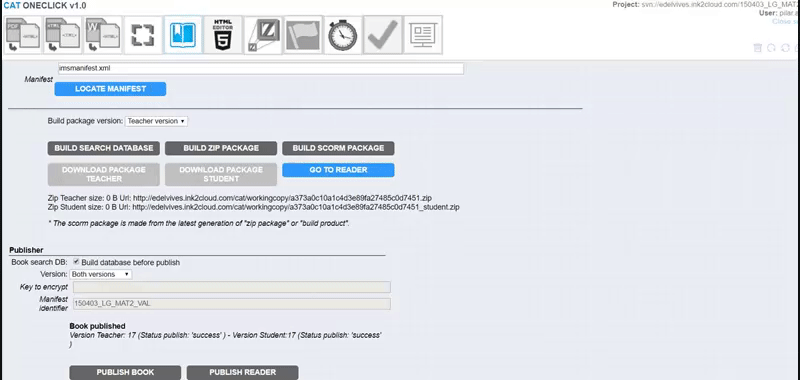 CAT ONECLICK v1.0
Project: svn://edelvives.ink2cloud.com/150403_LG_MAT2
User: pilar.
HTML
EDITOR
5
Z
imsmanifest.xml
Manifest
LOCATE MANIFEST
Build package version: Teacher version
BUILD SEARCH DATABASE BUILD ZIP PACKAGE BUILD SCORM PACKAGE
DOWNLOAD PACKAGE TEACHER DOWNLOAD PACKAGE STUDENT GO TO READER
Zip Teacher size: 0 B Url: http://edelvives.ink2cloud.com/cat/workingcopy/a373a0c10a1c4d3e89fa27485c0d7451.zip
Zip Student size: 0 B Url: http://edelvives.ink2cloud.com/cat/workingcopy/a373a0c10a1c4d3e89fa27485c0d7451_student.zip
* The scorm package is made from the latest generation of "zip package" or "build product".
Publisher
Book search DB: Build database before publish
Version: Both versions
Key to encrypt
Manifest identifier 150403_LG_MAT2_VAL
Book published
Version Teacher: 17 (Status publish: 'success' ) - Version Student:17 (Status publish: 'success'
)
PUBLISH BOOK PUBLISH READER